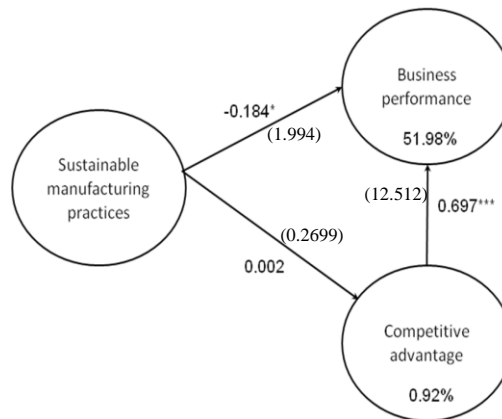 Business
performance
51.98%
-0.184*
(1.994)
Sustainable
manufacturing
practices
(12.512)
0.697***
(0.2699)
0.002
Competitive
advantage
0.92%